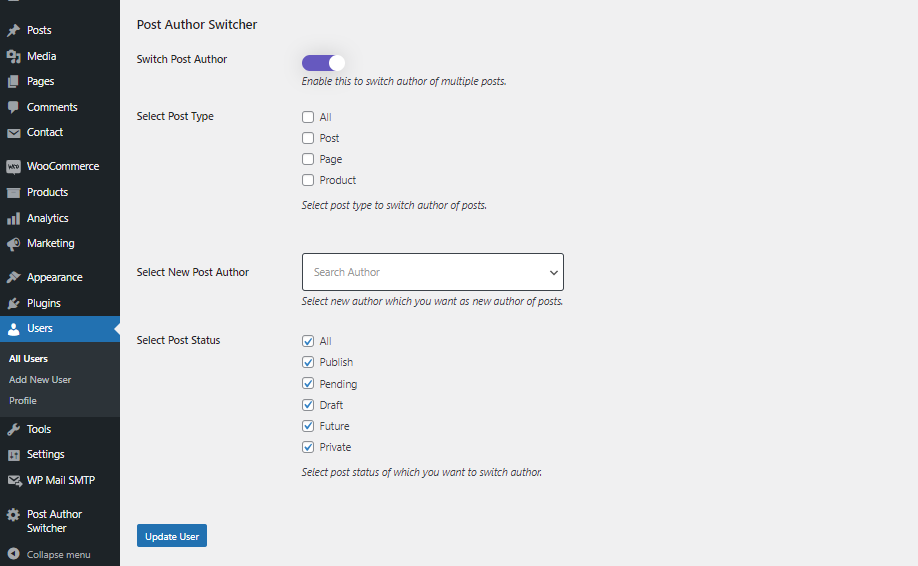 Posts
Media
Pages
Comments
Contact
WooCommerce
Products
Analytics
Marketing
Appearance
Plugins
Users
All Users
Add New User
Profile
Tools
Settings
WP Mail SMTP
Post Author
Switcher
Collapse menu
Post Author Switcher
Switch Post Author
Enable this to switch author of multiple posts.
Select Post Type
All
Post
Page
Product
Select post type to switch author of posts.
Select New Post Author
Search Author
Select new author which you want as new author of posts.
Select Post Status
All
Publish
Pending
Draft
Future
Private
Select post status of which you want to switch author.
Update User